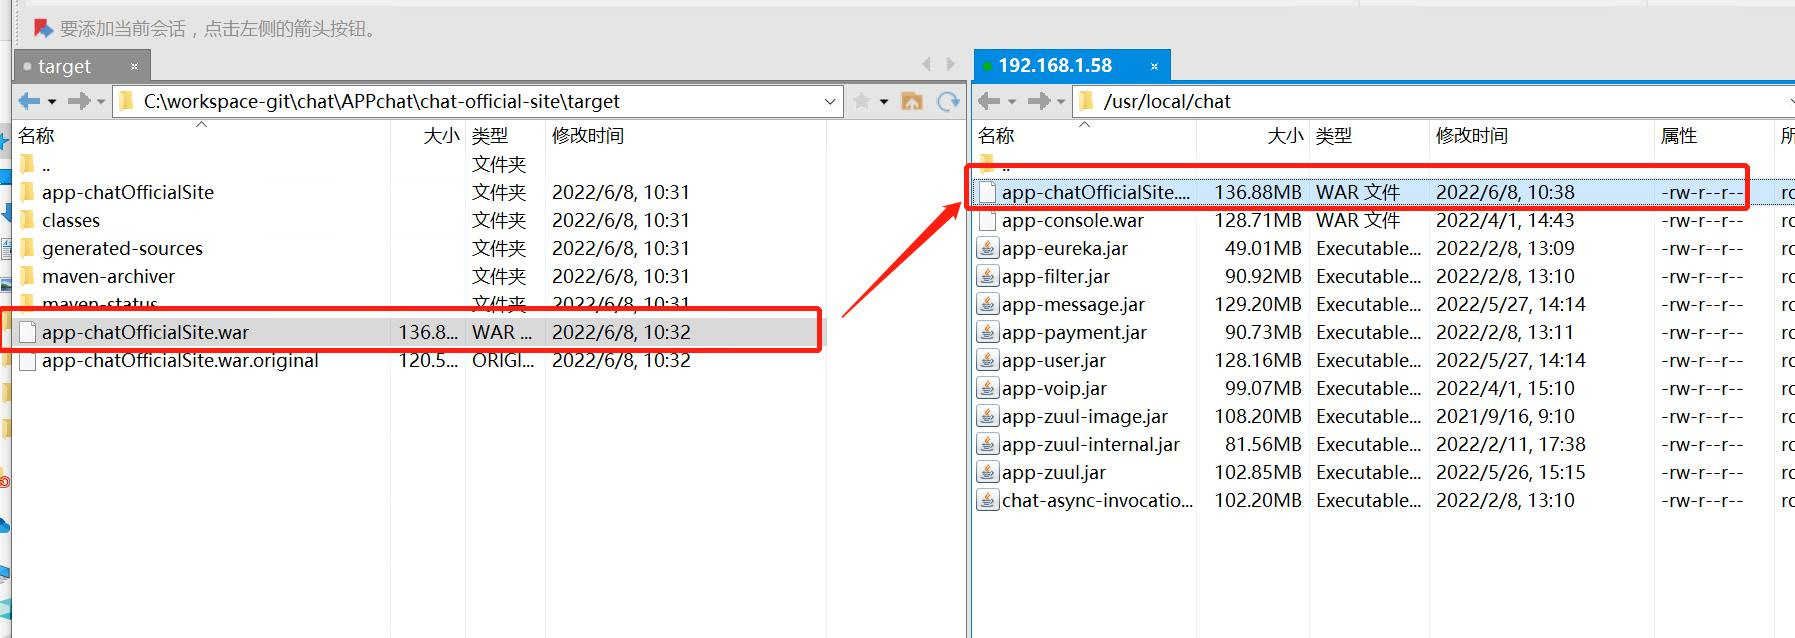 要添加当前会话，点击左侧的箭头按钮。
target ×
C:\workspace-git\chat\APPchat\chat-official-site\target
名称 大小 类型 修改时间
.. 文件夹
app-chatOfficialSite 文件夹 2022/6/8, 10:31
classes 文件夹 2022/6/8, 10:31
generated-sources 文件夹 2022/6/8, 10:31
maven-archiver 文件夹 2022/6/8, 10:31
maven-status 文件夹 2022/6/8, 10:31
app-chatOfficialSite.war 136.8... WAR ... 2022/6/8, 10:32
app-chatOfficialSite.war.original 120.5... ORIGI... 2022/6/8, 10:32
192.168.1.58 ×
/usr/local/chat
名称 大小 类型 修改时间 属性 所
..
app-chatOfficialSite.... 136.88MB WAR 文件 2022/6/8, 10:38 -rw-r--r-- rc
app-console.war 128.71MB WAR 文件 2022/4/1, 14:43 -rw-r--r-- rc
app-eureka.jar 49.01MB Executable... 2022/2/8, 13:09 -rw-r--r-- rc
app-filter.jar 90.92MB Executable... 2022/2/8, 13:10 -rw-r--r-- rc
app-message.jar 129.20MB Executable... 2022/5/27, 14:14 -rw-r--r-- rc
app-payment.jar 90.73MB Executable... 2022/2/8, 13:11 -rw-r--r-- rc
app-user.jar 128.16MB Executable... 2022/5/27, 14:14 -rw-r--r-- rc
app-voip.jar 99.07MB Executable... 2022/4/1, 15:10 -rw-r--r-- rc
app-zuul-image.jar 108.20MB Executable... 2021/9/16, 9:10 -rw-r--r-- rc
app-zuul-internal.jar 81.56MB Executable... 2022/2/11, 17:38 -rw-r--r-- rc
app-zuul.jar 102.85MB Executable... 2022/5/26, 15:15 -rw-r--r-- rc
chat-async-invocatio... 102.20MB Executable... 2022/2/8, 13:10 -rw-r--r-- rc